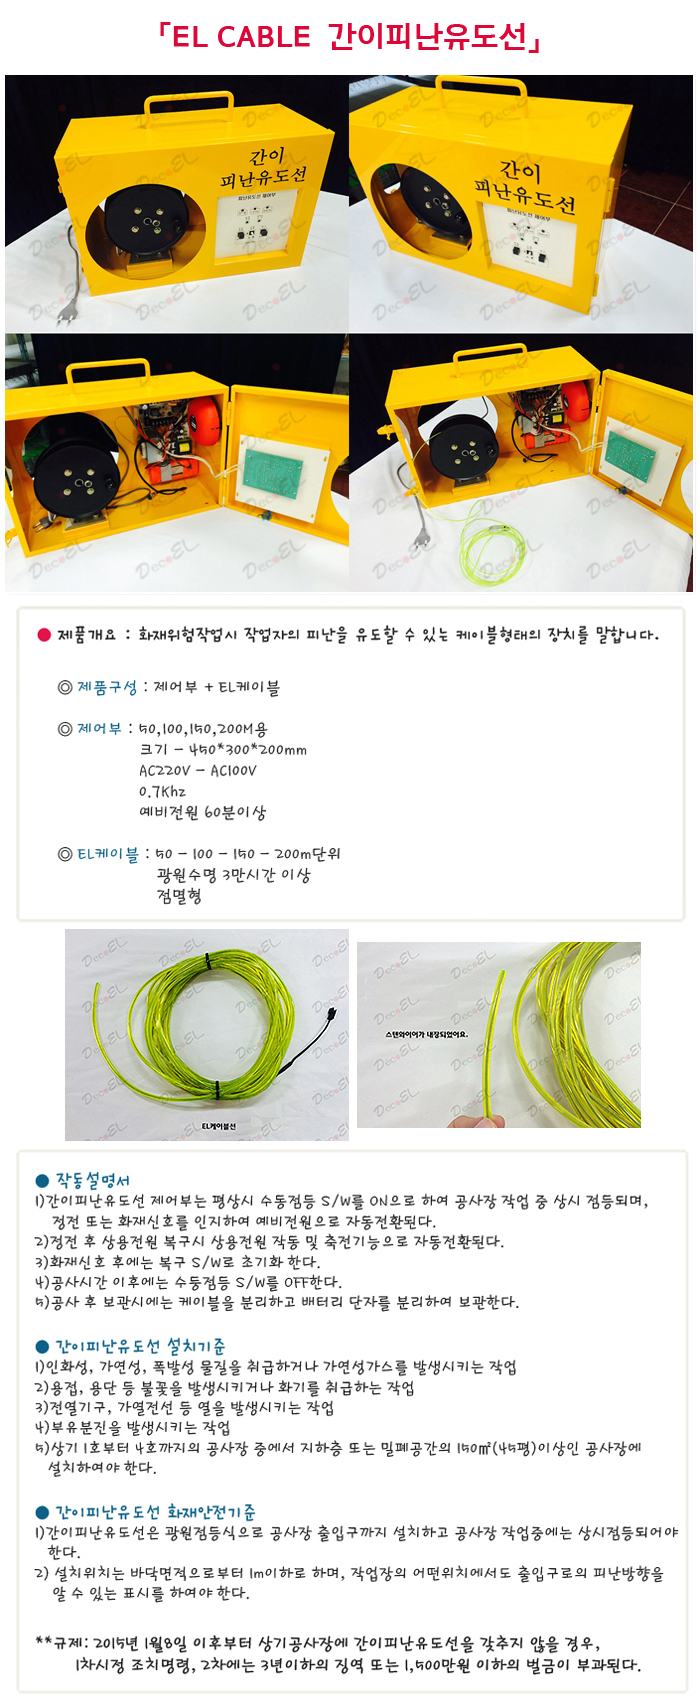 「EL CABLE 간이피난유도선」
간이
피난유도선
피난유도선 제어부
간이
피난유도선
피난유도선 제어부
● 제품개요 : 화재위험작업시 작업자의 피난을 유도할 수 있는 케이블형태의 장치를 말합니다.
◎ 제품구성 : 제어부 + EL케이블
◎ 제어부 : 50,100,150,200M용
크기 - 450*300*200mm
AC220V - AC100V
0.7Khz
예비전원 60분이상
◎ EL케이블 : 50 - 100 - 150 - 200m단위
광원수명 3만시간 이상
점멸형
스텐와이어가 내장되었어요.
EL케이블선
● 작동설명서
1)간이피난유도선 제어부는 평상시 수동점등 S/W를 ON으로 하여 공사장 작업 중 상시 점등되며,
정전 또는 화재신호를 인지하여 예비전원으로 자동전환된다.
2)정전 후 상용전원 복구시 상용전원 작동 및 축전기능으로 자동전환된다.
3)화재신호 후에는 복구 S/W로 초기화 한다.
4)공사시간 이후에는 수동점등 S/W를 OFF한다.
5)공사 후 보관시에는 케이블을 분리하고 배터리 단자를 분리하여 보관한다.
● 간이피난유도선 설치기준
1)인화성, 가연성, 폭발성 물질을 취급하거나 가연성가스를 발생시키는 작업
2)용접, 용단 등 불꽃을 발생시키거나 화기를 취급하는 작업
3)전열기구, 가열전선 등 열을 발생시키는 작업
4)부유분진을 발생시키는 작업
5)상기 1호부터 4호까지의 공사장 중에서 지하층 또는 밀폐공간의 150㎡(45평)이상인 공사장에
설치하여야 한다.
● 간이피난유도선 화재안전기준
1)간이피난유도선은 광원점등식으로 공사장 출입구까지 설치하고 공사장 작업중에는 상시점등되어야
한다.
2) 설치위치는 바닥면적으로부터 1m이하로 하며, 작업장의 어떤위치에서도 출입구로의 피난방향을
알 수 있는 표시를 하여야 한다.
**규제: 2015년 1월8일 이후부터 상기공사장에 간이피난유도선을 갖추지 않을 경우,
1차시정 조치명령, 2차에는 3년이하의 징역 또는 1,500만원 이하의 벌금이 부과된다.